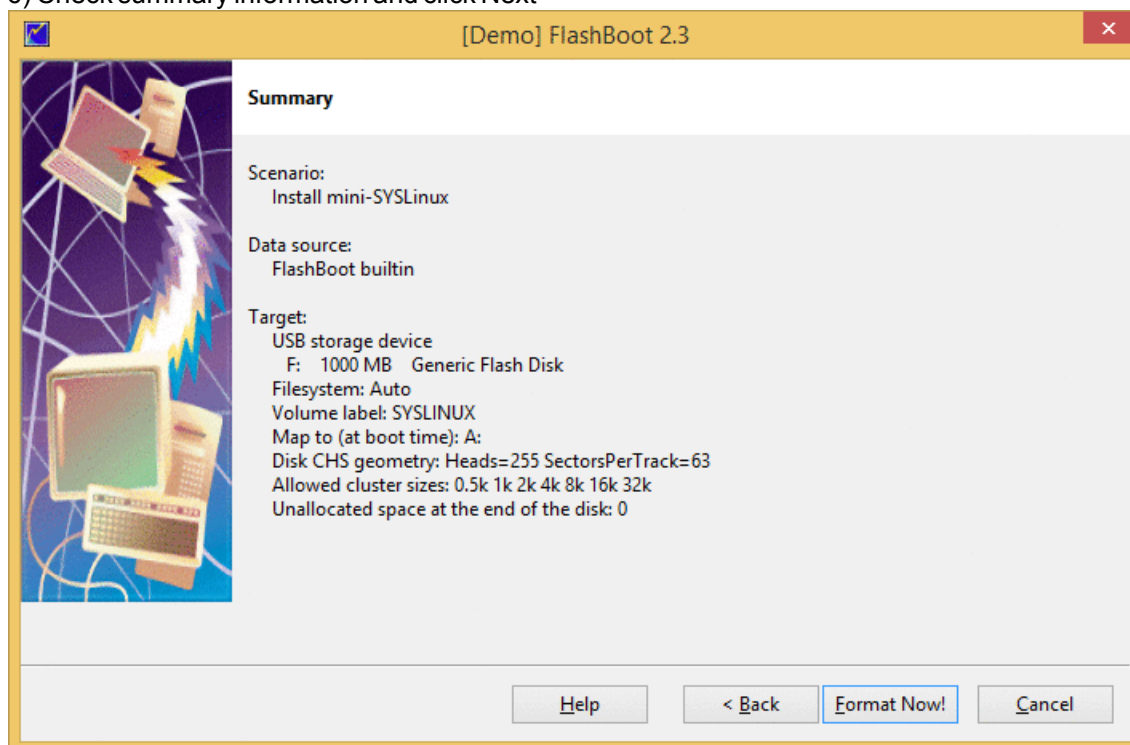 [Demo] FlashBoot 2.3
Summary
Scenario:
Install mini-SYSLinux
Data source:
FlashBoot builtin
Target:
USB storage device
F: 1000 MB Generic Flash Disk
Filesystem: Auto
Volume label: SYSLINUX
Map to (at boot time): A:
Disk CHS geometry: Heads=255 SectorsPerTrack=63
Allowed cluster sizes: 0.5k 1k 2k 4k 8k 16k 32k
Unallocated space at the end of the disk: 0
Help < Back Format Now! Cancel